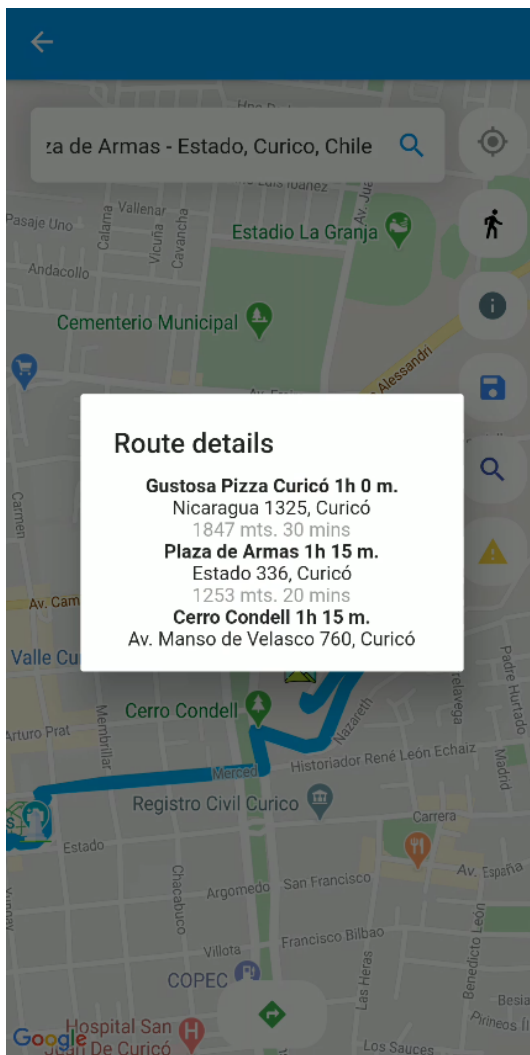 za de Armas - Estado, Curico, Chile
Pasaje Uno
Calama
Vallenar
Vicuña
Cavancha
Av. Jua
Estadio La Granja
Andacollo
Cementerio Municipal
Alessandri
Carmen
Route details
Gustosa Pizza Curicó 1h 0 m.
Nicaragua 1325, Curicó
1847 mts. 30 mins
Plaza de Armas 1h 15 m.
Estado 336, Curicó
1253 mts. 20 mins
Cerro Condell 1h 15 m.
Av. Manso de Velasco 760, Curicó
Av. Cam
Valle Cu
Padre Hurtado
Cerro Condell
Nazareth
Arturo Prat
Membrillar
Merced
Historiador René León Echaiz
Madrid
Registro Civil Curico
Carrera
Estado
Av. España
Chacabuco
Argomedo
San Francisco
Benedicto León
Francisco Bilbao
Villota
Las Heras
COPEC
Besia
Pirineos
Google
Hospital San
Juan De Curicó
Los Sauces